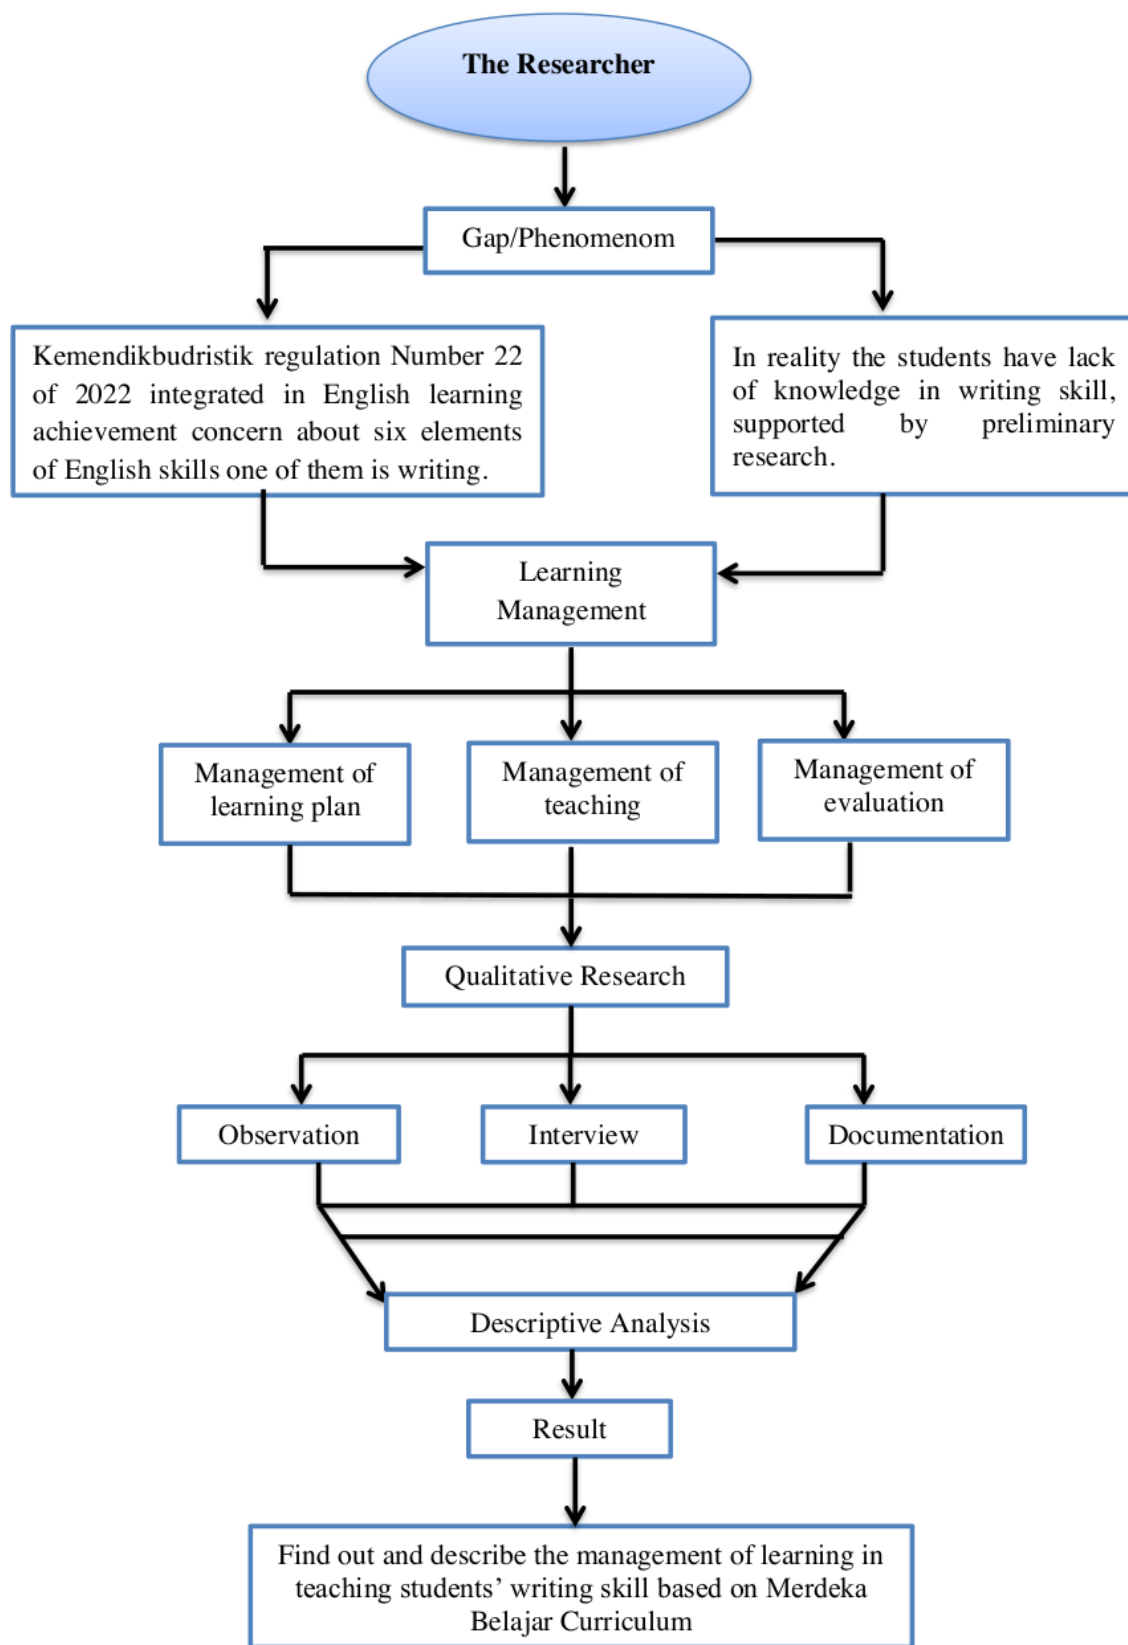 The Researcher
Gap/Phenomenom
Kemendikbudristik regulation Number 22
of 2022 integrated in English learning
achievement concern about six elements
of English skills one of them is writing.
In reality the students have lack
of knowledge in writing skill,
supported by preliminary
research.
Learning
Management
Management of
learning plan
Management of
teaching
Management of
evaluation
Qualitative Research
Observation
Interview
Documentation
Descriptive Analysis
Result
Find out and describe the management of learning in
teaching students’ writing skill based on Merdeka
Belajar Curriculum